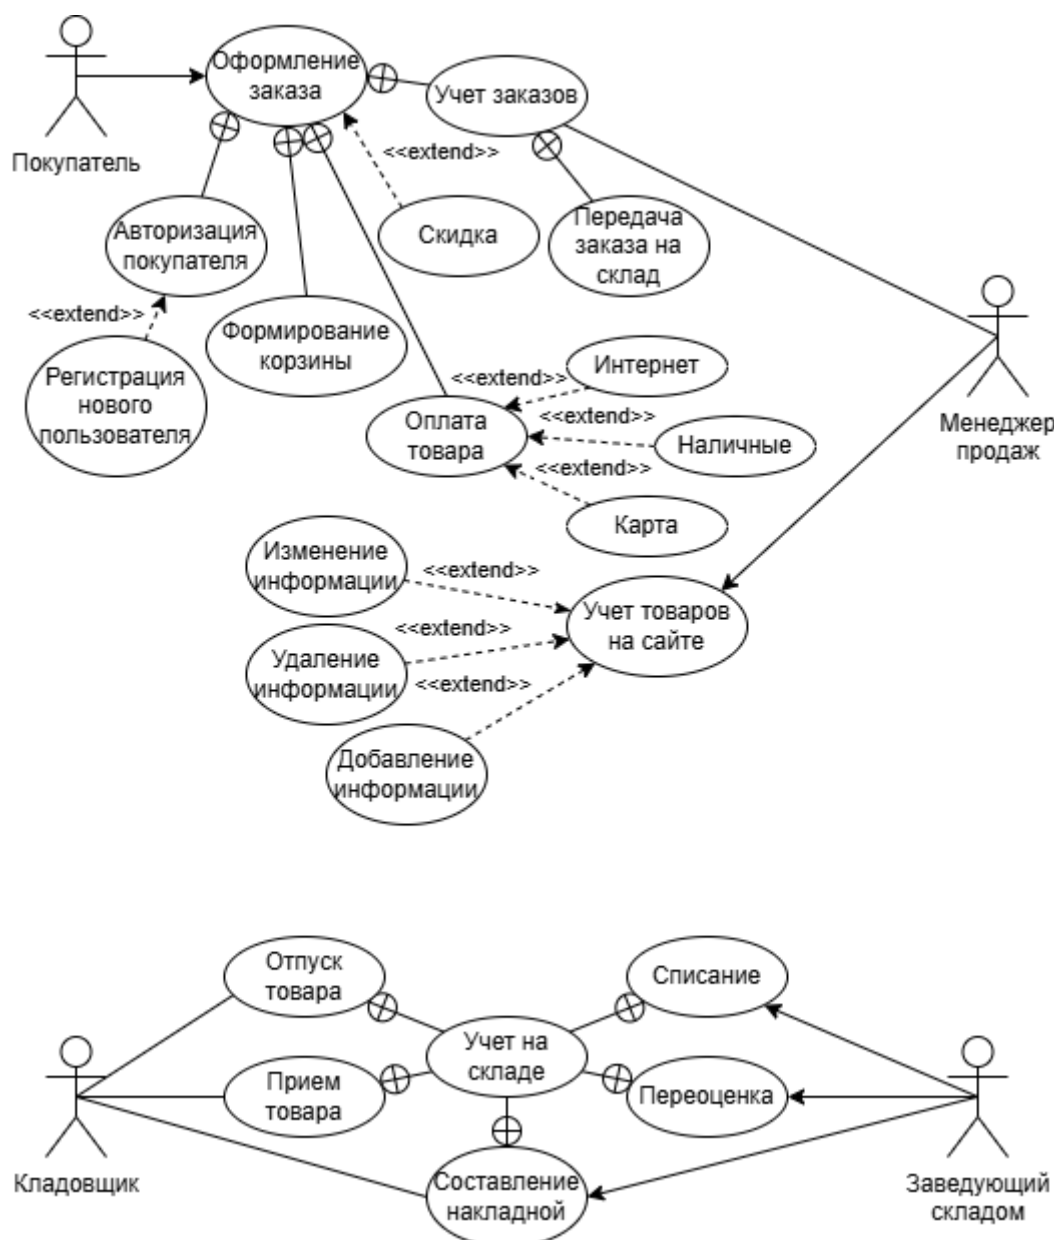 Оформление
заказа
Учет заказов
Покупатель
<<extend>>
Авторизация
покупателя
Скидка
Передача
заказа на
склад
<<extend>>
Формирование
корзины
Регистрация
нового
пользователя
Интернет
<<extend>>
<<extend>>
Оплата
товара
Наличные
Менеджер
продаж
<<extend>>
Карта
Изменение
информации
<<extend>>
Учет товаров
на сайте
<<extend>>
Удаление
информации
<<extend>>
Добавление
информации
Отпуск
товара
Списание
Учет на
складе
Прием
товара
Переоценка
Кладовщик
Составление
накладной
Заведующий
складом